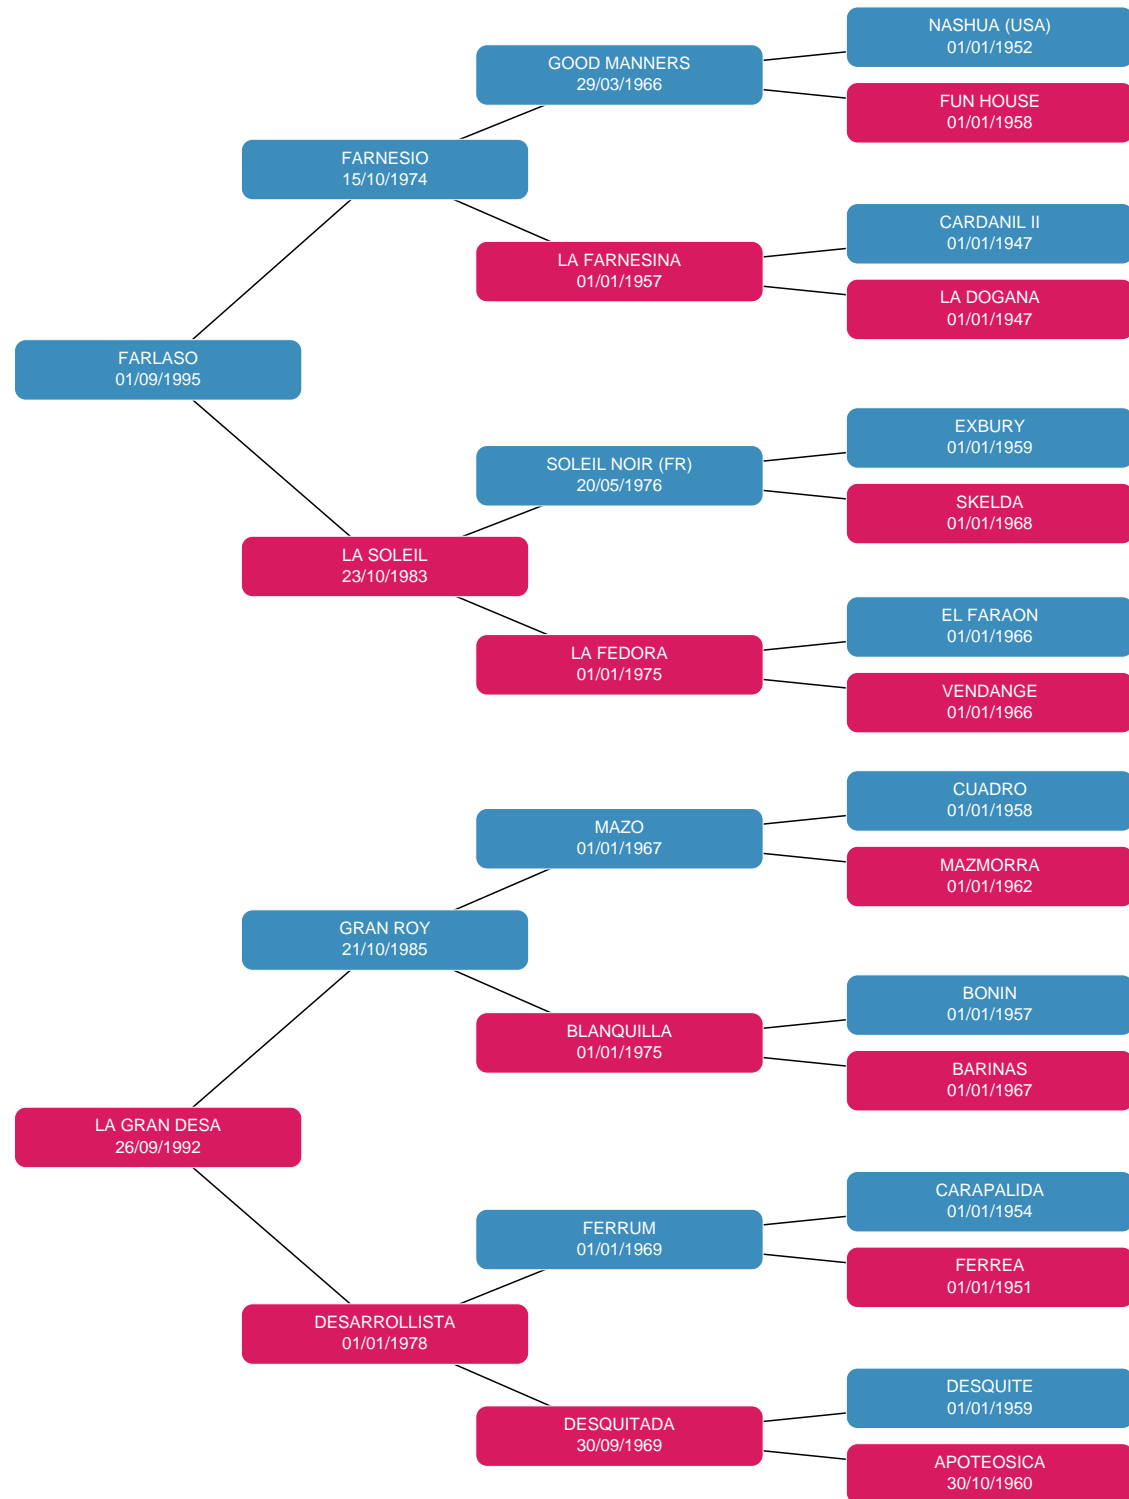 NASHUA (USA)
01/01/1952
GOOD MANNERS
29/03/1966
FUN HOUSE
01/01/1958
FARNESIO
15/10/1974
CARDANIL II
01/01/1947
LA FARNESINA
01/01/1957
LA DOGANA
01/01/1947
FARLASO
01/09/1995
EXBURY
01/01/1959
SOLEIL NOIR (FR)
20/05/1976
SKELDA
01/01/1968
LA SOLEIL
23/10/1983
EL FARAON
01/01/1966
LA FEDORA
01/01/1975
VENDANGE
01/01/1966
CUADRO
01/01/1958
MAZO
01/01/1967
MAZMORRA
01/01/1962
GRAN ROY
21/10/1985
BONIN
01/01/1957
BLANQUILLA
01/01/1975
BARINAS
01/01/1967
LA GRAN DESA
26/09/1992
CARAPALIDA
01/01/1954
FERRUM
01/01/1969
FERREA
01/01/1951
DESARROLLISTA
01/01/1978
DESQUITE
01/01/1959
DESQUITADA
30/09/1969
APOTEOSICA
30/10/1960